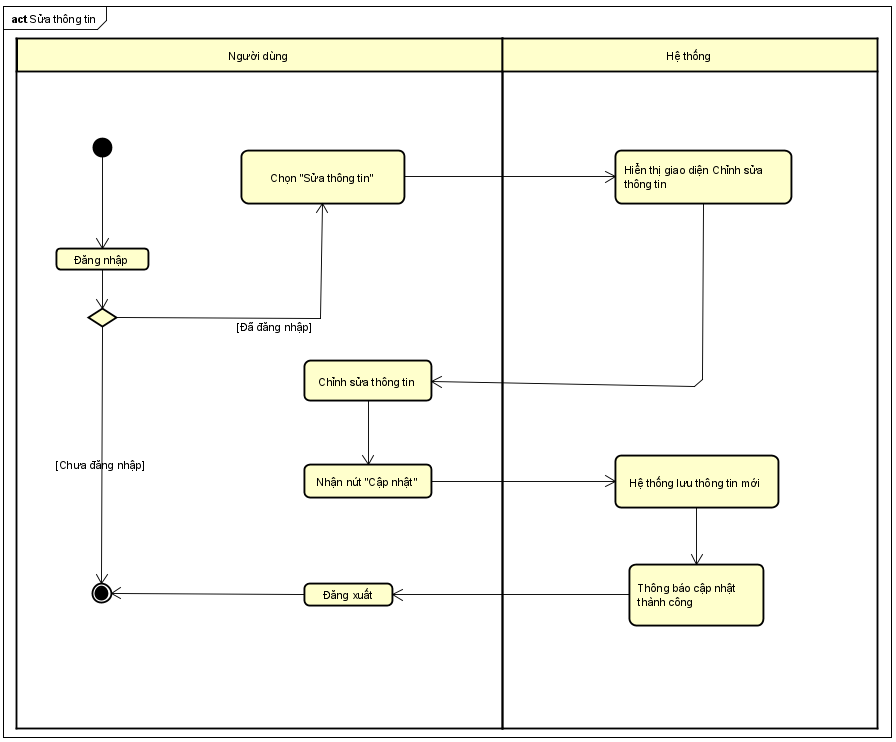 act Sửa thông tin
Người dùng
Hệ thống
Chọn "Sửa thông tin"
Hiển thị giao diện Chỉnh sửa
thông tin
Đăng nhập
[Đã đăng nhập]
Chỉnh sửa thông tin
[Chưa đăng nhập]
Nhận nút "Cập nhật"
Hệ thống lưu thông tin mới
Thông báo cập nhật
thành công
Đăng xuất